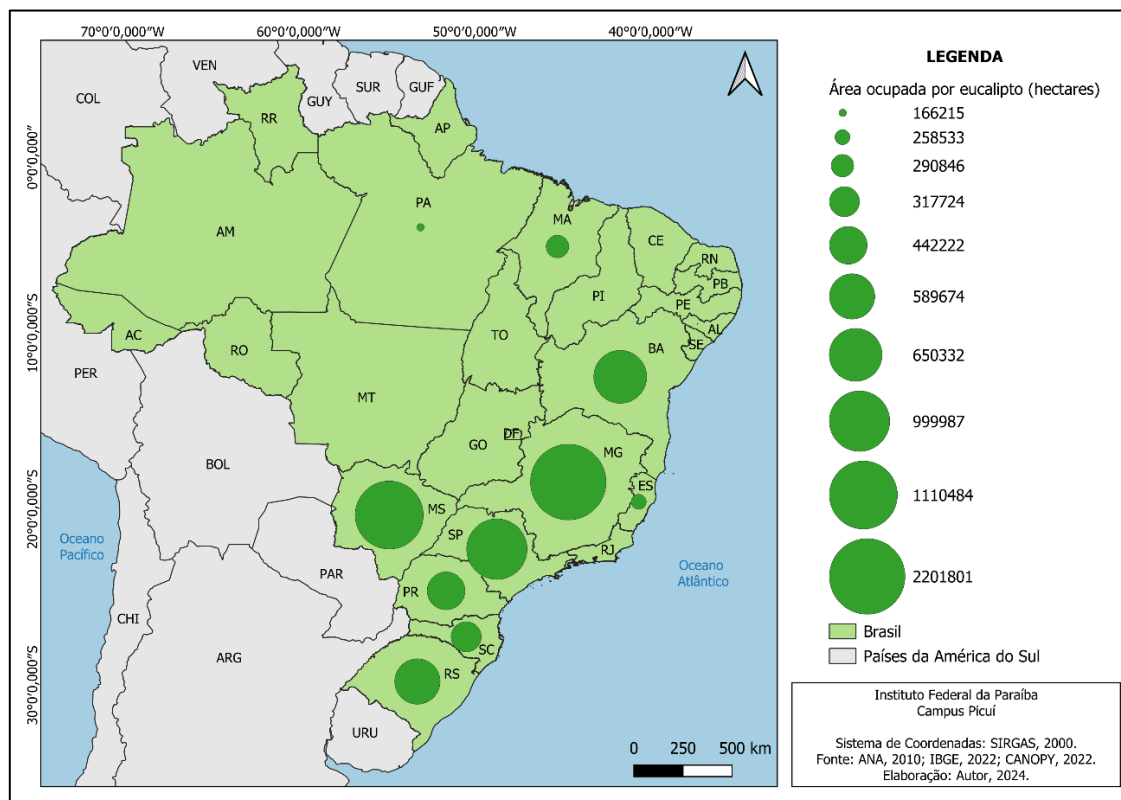 70°0'0,000"W
60°0'0,000"W
50°0'0,000"W
40°0'0,000"W
0°0'0,000"
10°0'0,000"S
20°0'0,000"S
30°0'0,000"S
VEN
COL
GUY
SUR
GUF
RR
AP
AM
PA
MA
CE
RN
PB
PI
PE
AL
SE
AC
RO
TO
BA
PER
MT
GO
DF
BOL
MG
ES
MS
SP
RJ
Oceano
Pacífico
Oceano
Atlântico
PAR
PR
CHI
ARG
SC
RS
URU
0 250 500 km
LEGENDA
Área ocupada por eucalipto (hectares)
166215
258533
290846
317724
442222
589674
650332
999987
1110484
2201801
Brasil
Países da América do Sul
Instituto Federal da Paraíba
Campus Picuí
Sistema de Coordenadas: SIRGAS, 2000.
Fonte: ANA, 2010; IBGE, 2022; CANOPY, 2022.
Elaboração: Autor, 2024.